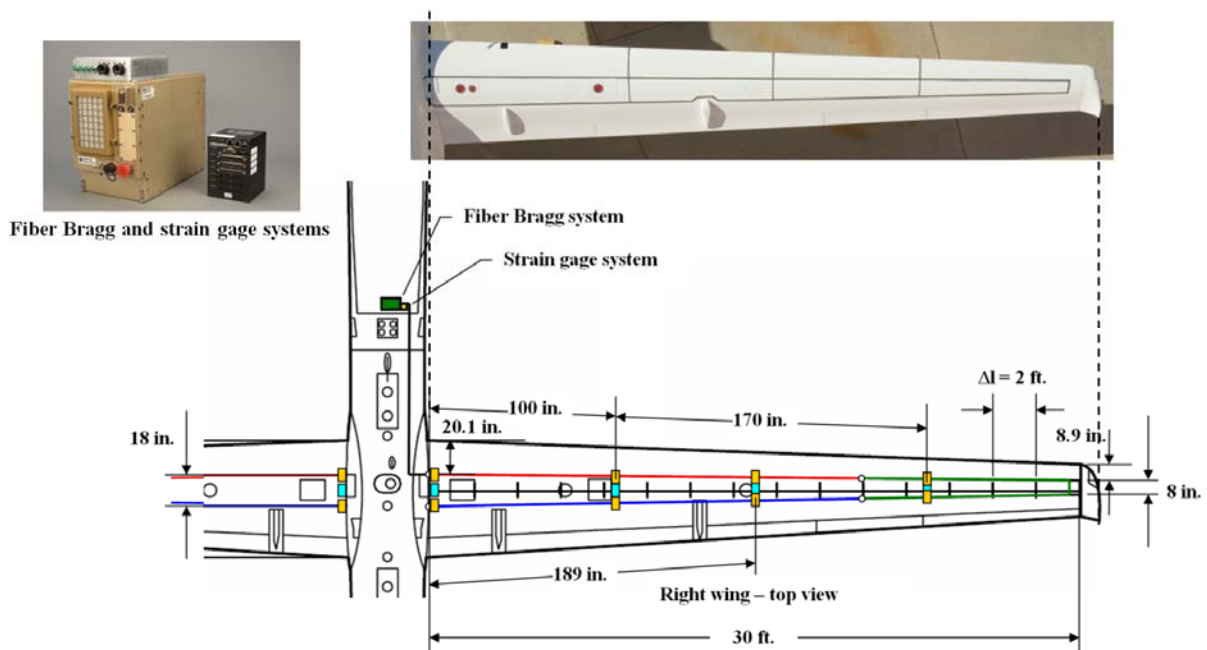 Fiber Bragg and strain gage systems
Fiber Bragg system
Strain gage system
Δl = 2 ft.
100 in.
170 in.
18 in.
20.1 in.
8.9 in.
8 in.
189 in.
Right wing – top view
30 ft.